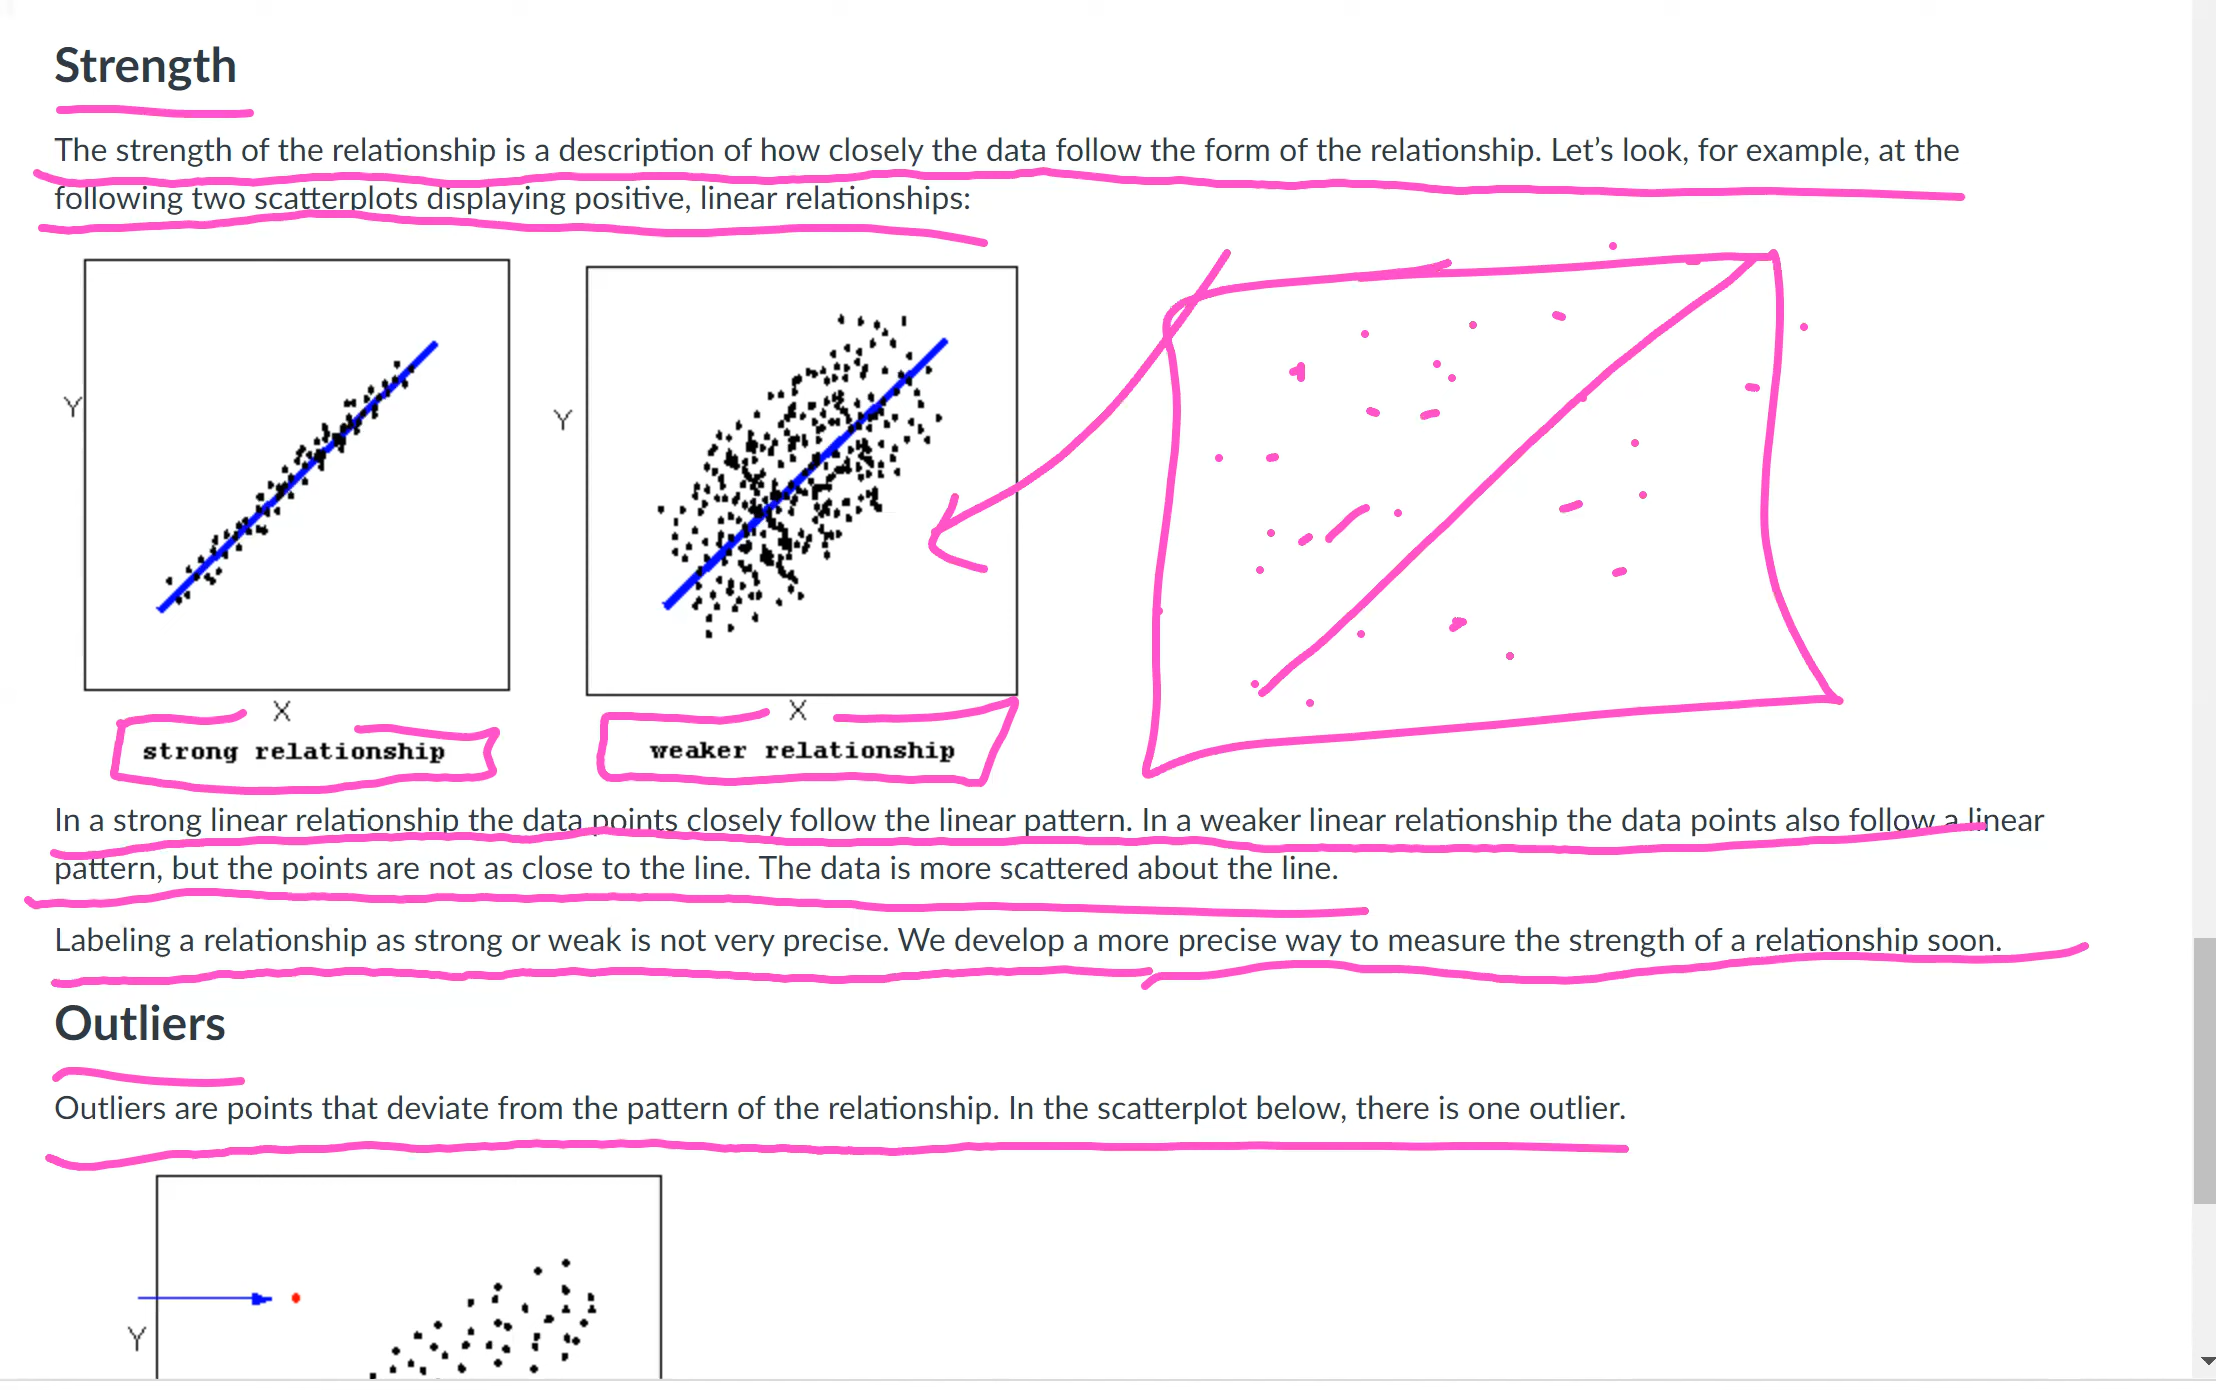 Strength
The strength of the relationship is a description of how closely the data follow the form of the relationship. Let’s look, for example, at the
following two scatterplots displaying positive, linear relationships:
Y
Y
X
X
strong relationship
weaker relationship
In a strong linear relationship the data points closely follow the linear pattern. In a weaker linear relationship the data points also follow a linear
pattern, but the points are not as close to the line. The data is more scattered about the line.
Labeling a relationship as strong or weak is not very precise. We develop a more precise way to measure the strength of a relationship soon.
Outliers
Outliers are points that deviate from the pattern of the relationship. In the scatterplot below, there is one outlier.
Y